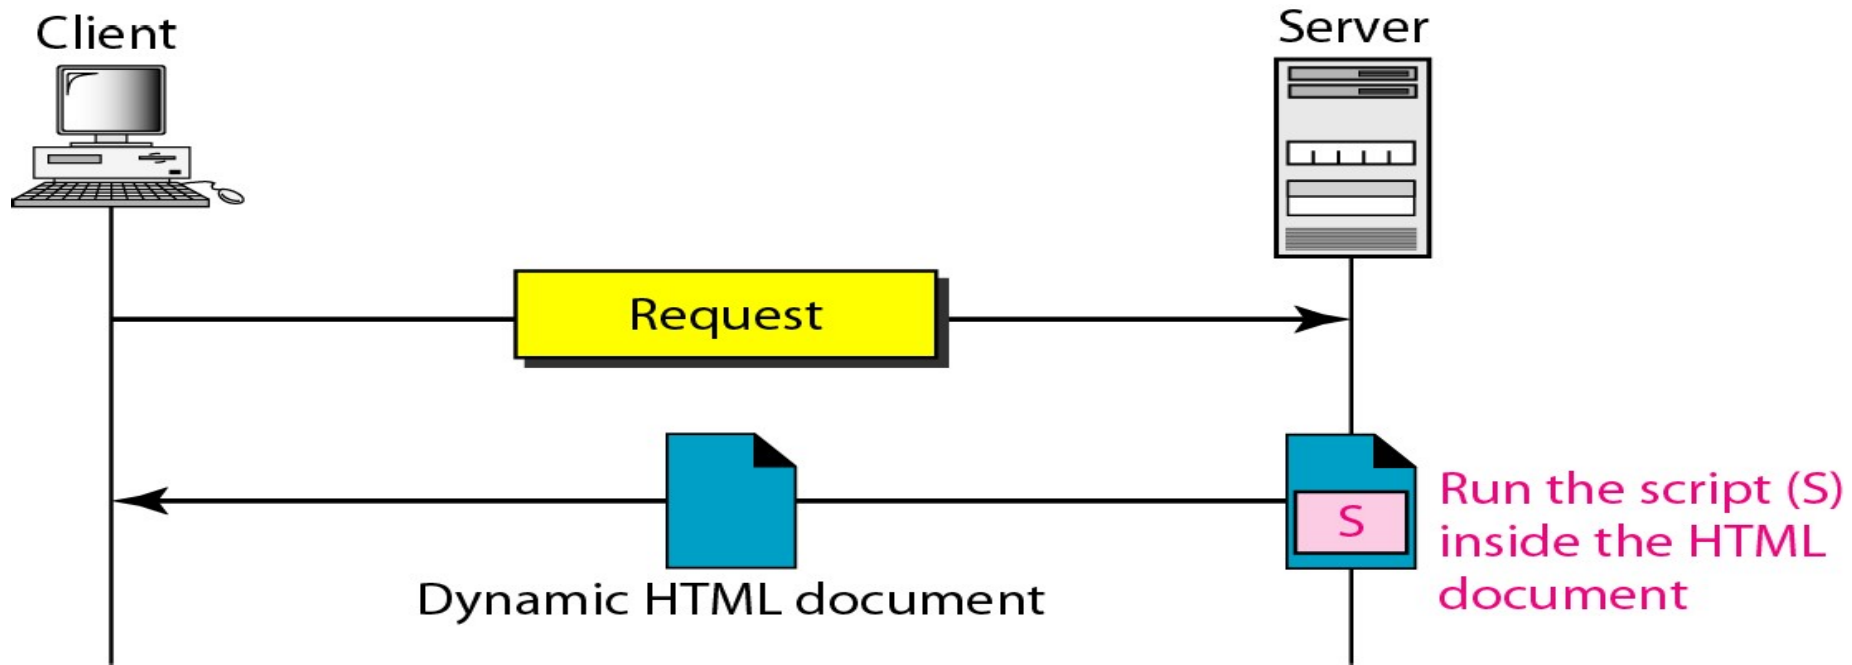 Client
Server
Request
S
Run the script (S)
inside the HTML
document
Dynamic HTML document